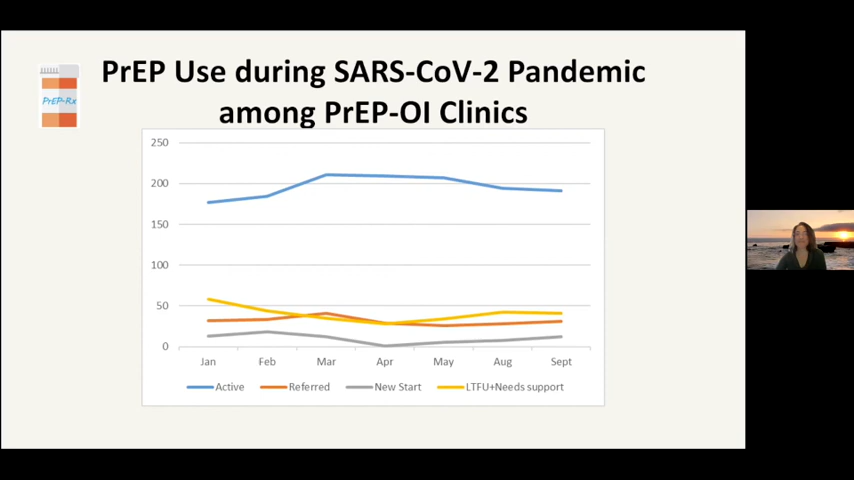 PrEP Use during SARS-CoV-2 Pandemic
among PrEP-OI Clinics
PrEP-Rx
250
200
150
100
50
0
Jan Feb Mar Apr May Aug Sept
Active Referred New Start LTFU+Needs support